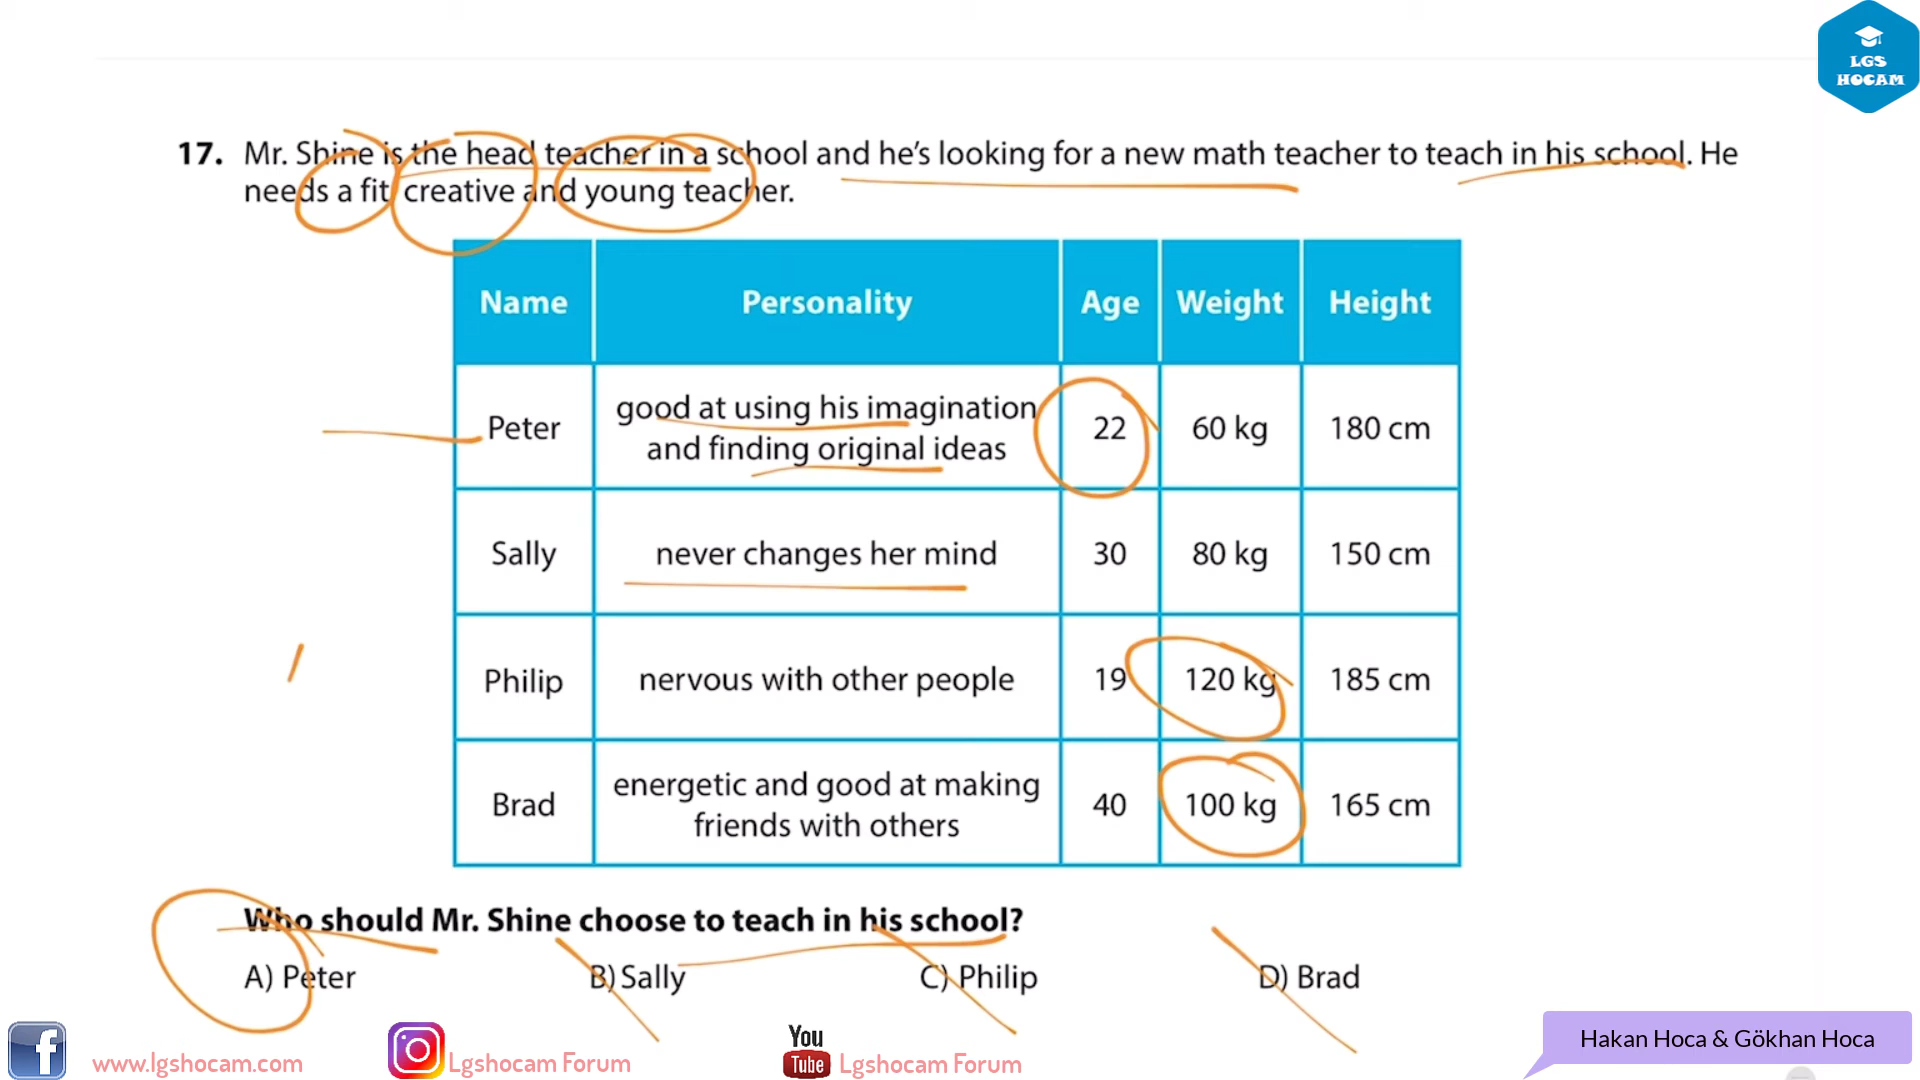 LGS
HOCAM
17. Mr. Shine is the head teacher in a school and he's looking for a new math teacher to teach in his school. He
needs a fit, creative and young teacher.
Name Personality Age Weight Height
Peter good at using his imagination and finding original ideas 22 60 kg 180 cm
Sally never changes her mind 30 80 kg 150 cm
Philip nervous with other people 19 120 kg 185 cm
Brad energetic and good at making friends with others 40 100 kg 165 cm
Who should Mr. Shine choose to teach in his school?
A) Peter B) Sally C) Philip D) Brad
f www.lgshocam.com Lgshocam Forum You Tube Lgshocam Forum
Hakan Hoca & Gökhan Hoca